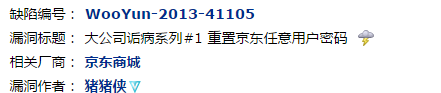 缺陷编号： WooYun-2013-41105
漏洞标题： 大公司诟病系列#1 重置京东任意用户密码
相关厂商： 京东商城
漏洞作者： 猪猪侠